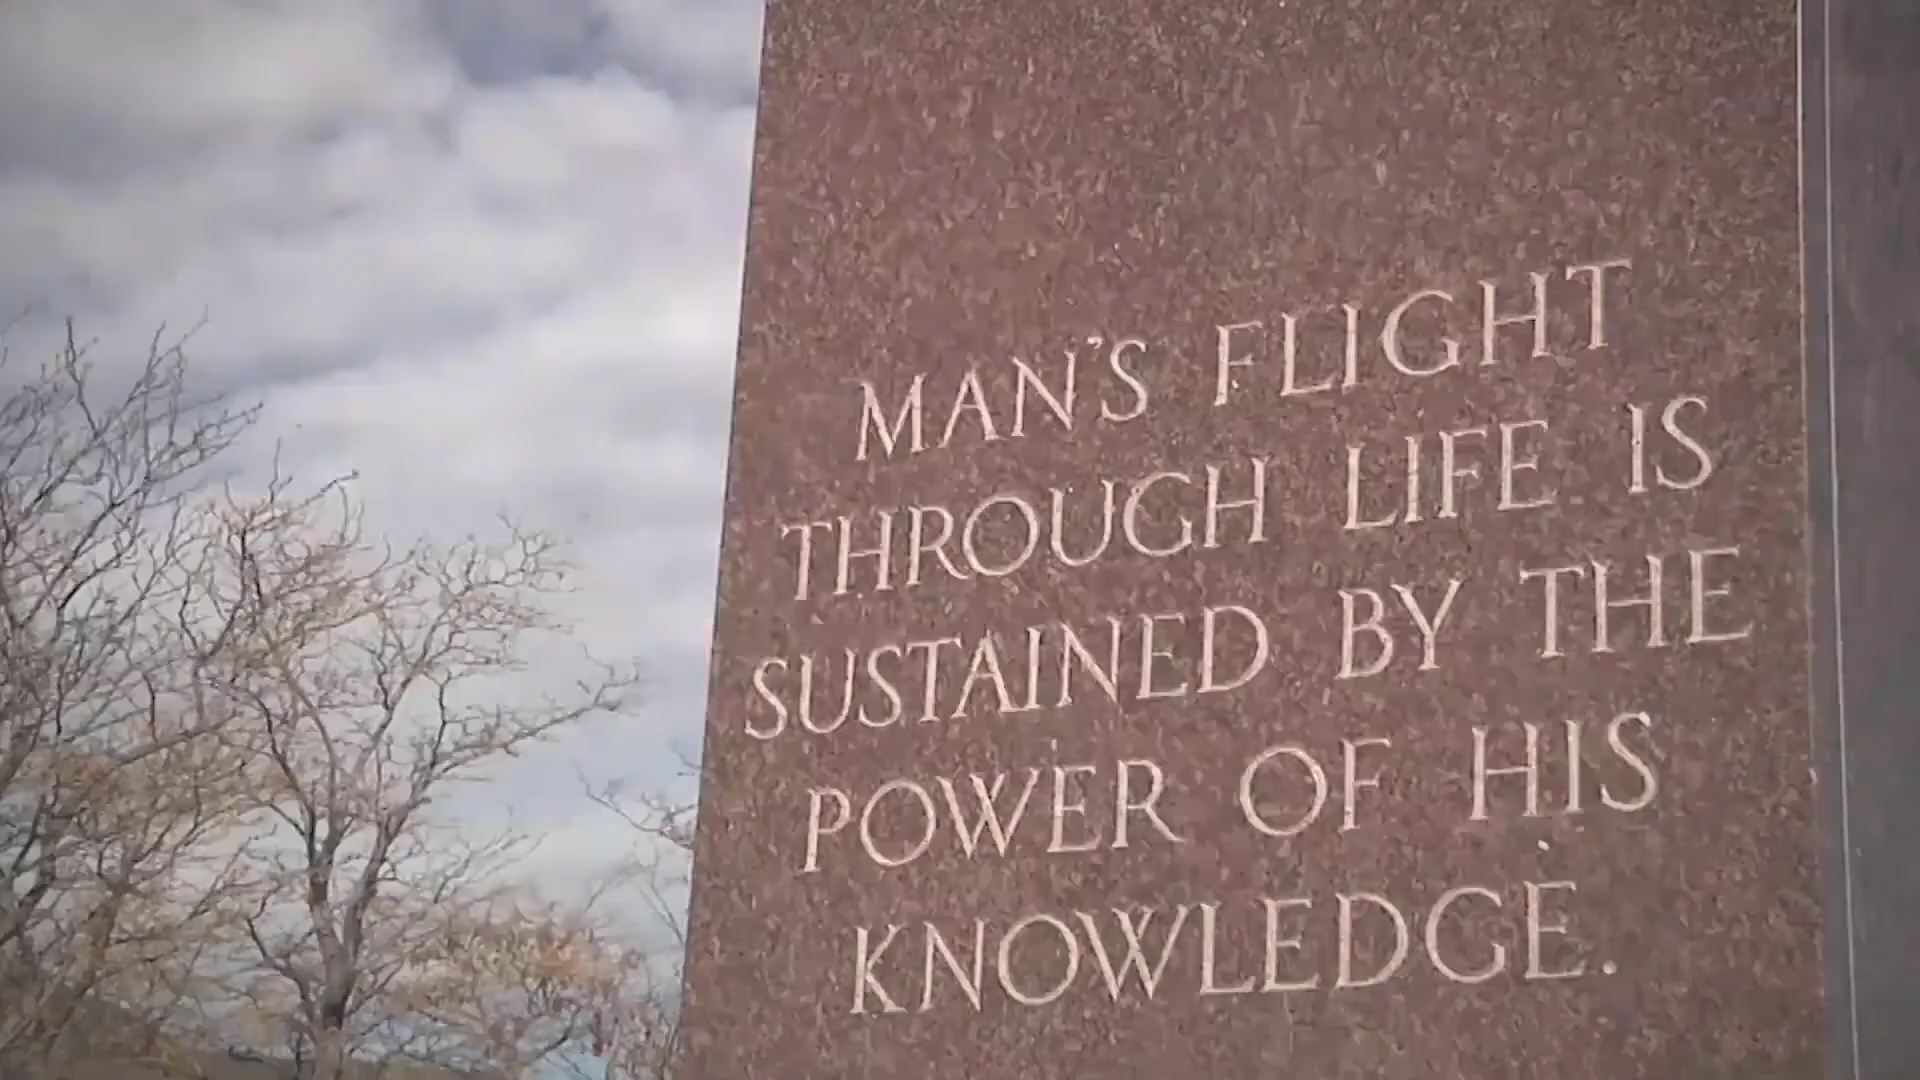 MAN'S FLIGHT
THROUGH LIFE IS
SUSTAINED BY THE
POWER OF HIS
KNOWLEDGE.